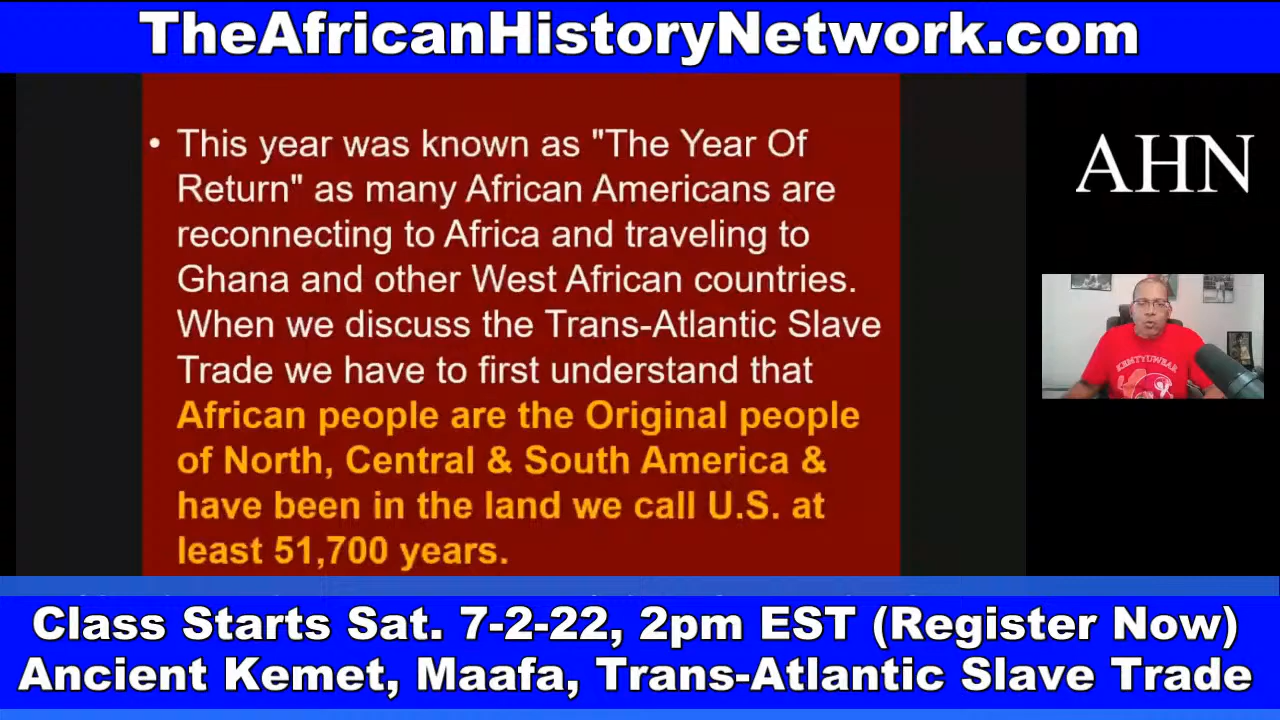 TheAfricanHistoryNetwork.com
• This year was known as "The Year Of
Return" as many African Americans are
reconnecting to Africa and traveling to
Ghana and other West African countries.
When we discuss the Trans-Atlantic Slave
Trade we have to first understand that
African people are the Original people
of North, Central & South America &
have been in the land we call U.S. at
least 51,700 years.
AHN
KEMTYUWEAR
Class Starts Sat. 7-2-22, 2pm EST (Register Now)
Ancient Kemet, Maafa, Trans-Atlantic Slave Trade